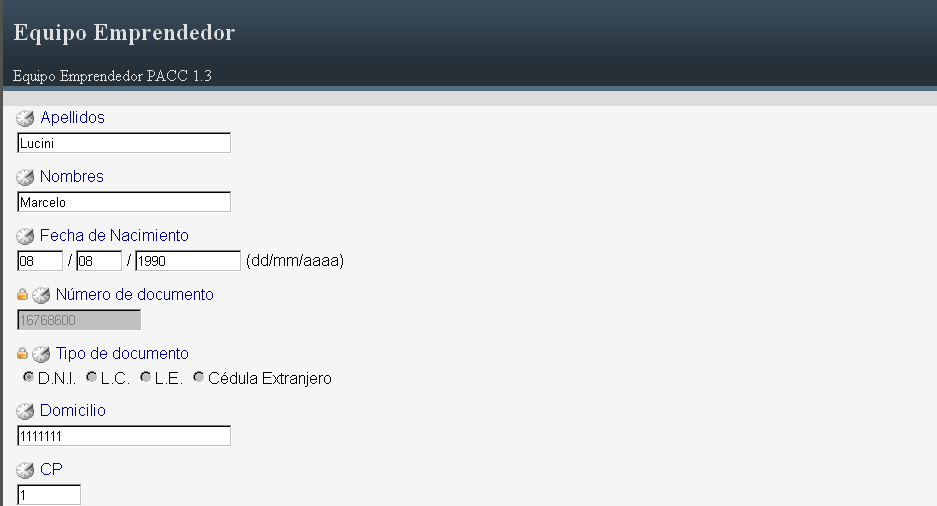 Equipo Emprendedor
Equipo Emprendedor PACC 1.3
Apellidos
Lucini
Nombres
Marcelo
Fecha de Nacimiento
08 / 08 / 1990 (dd/mm/aaaa)
Número de documento
16768600
Tipo de documento
D.N.I. L.C. L.E. Cédula Extranjero
Domicilio
1111111
CP
1